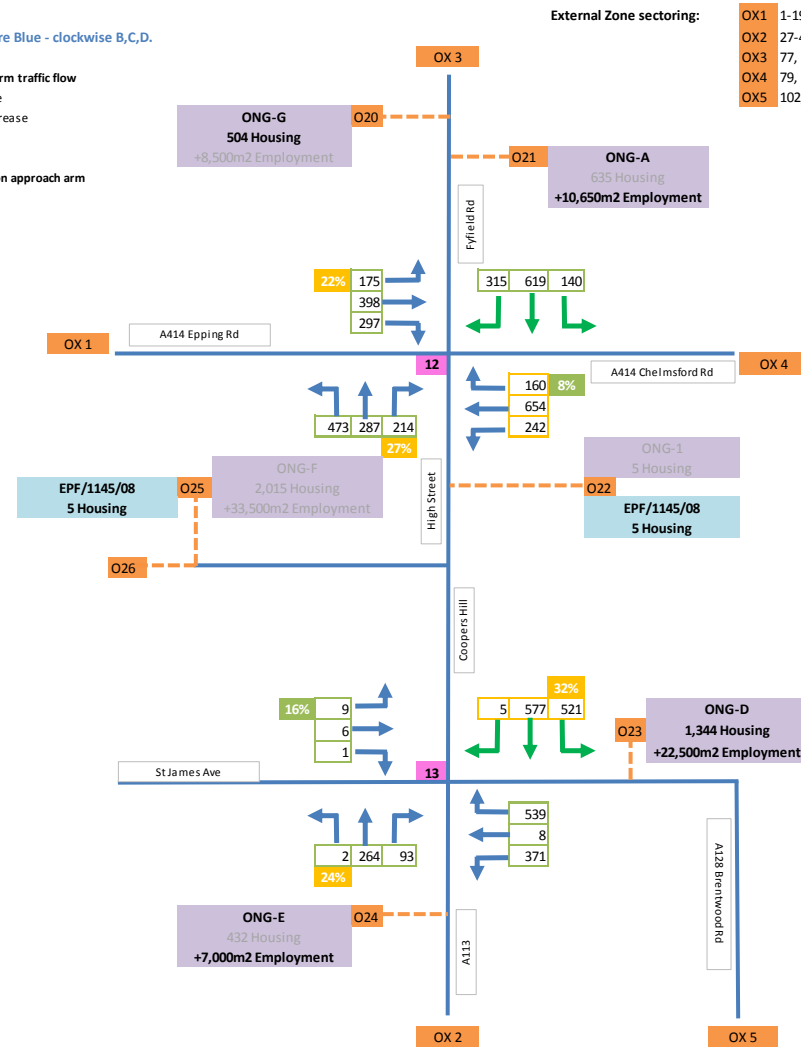 External Zone sectoring:
OX1 1-19
OX2 27-4
OX3 77,
OX4 79,
OX5 102
re Blue - clockwise B,C,D.
rm traffic flow
rease
n approach arm
OX 3
ONG-G
504 Housing
+8,500m2 Employment
O20
O21
ONG-A
635 Housing
+10,650m2 Employment
Fyfield Rd
22% 175
398
297
315 619 140
A414 Epping Rd
OX 1
12
A414 Chelmsford Rd
OX 4
160 8%
654
242
473 287 214
27%
High Street
ONG-F
2,015 Housing
+33,500m2 Employment
EPF/1145/08
5 Housing
O25
ONG-1
5 Housing
O22
EPF/1145/08
5 Housing
O26
Coopers Hill
16% 9
6
1
32%
5 577 521
O23
ONG-D
1,344 Housing
+22,500m2 Employment
St James Ave
13
539
8
371
2 264 93
24%
A128 Brentwood Rd
ONG-E
432 Housing
+7,000m2 Employment
O24
A113
OX 2
OX 5